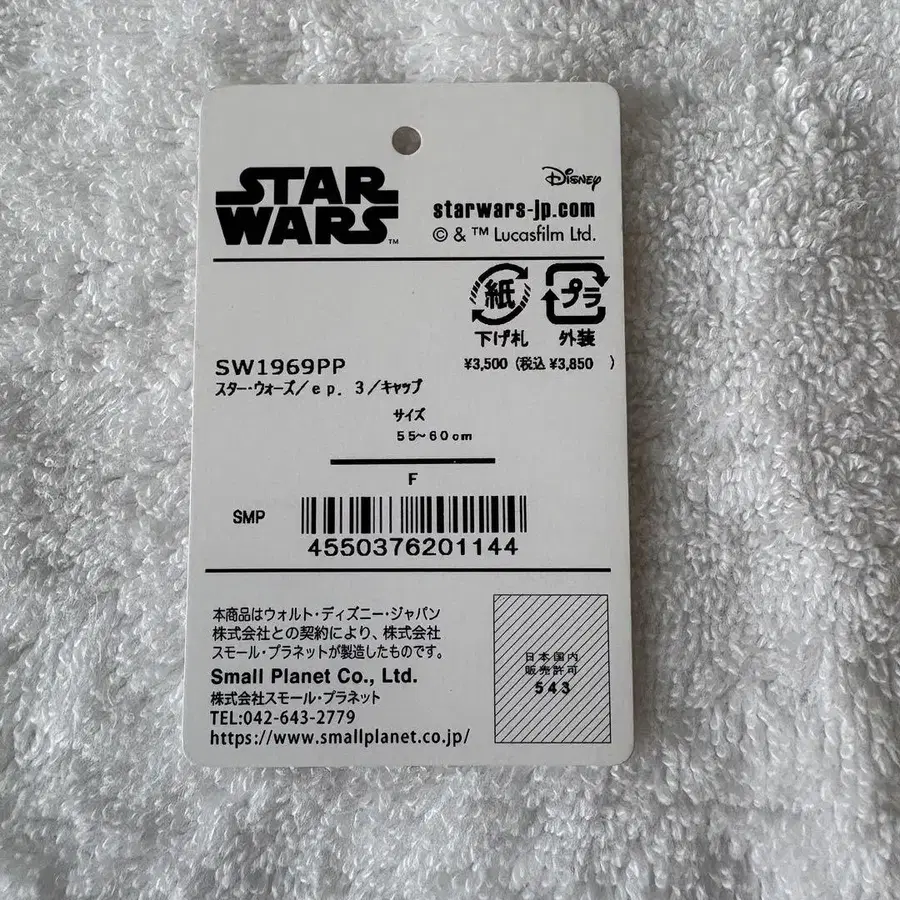 STAR
WARS™
Disney
starwars-jp.com
© & ™ Lucasfilm Ltd.
紙
プラ
下げ札
外装
SW1969PP
¥3,500 (税込 ¥3,850 )
スター・ウォーズ/ep. 3/キャップ
サイズ
55~60cm
F
SMP
4550376201144
本商品はウォルト・ディズニー・ジャパン
株式会社との契約により、株式会社
スモール・プラネットが製造したものです。
Small Planet Co., Ltd.
株式会社スモール・プラネット
TEL:042-643-2779
https://www.smallplanet.co.jp/
日本国内
販売許可
543